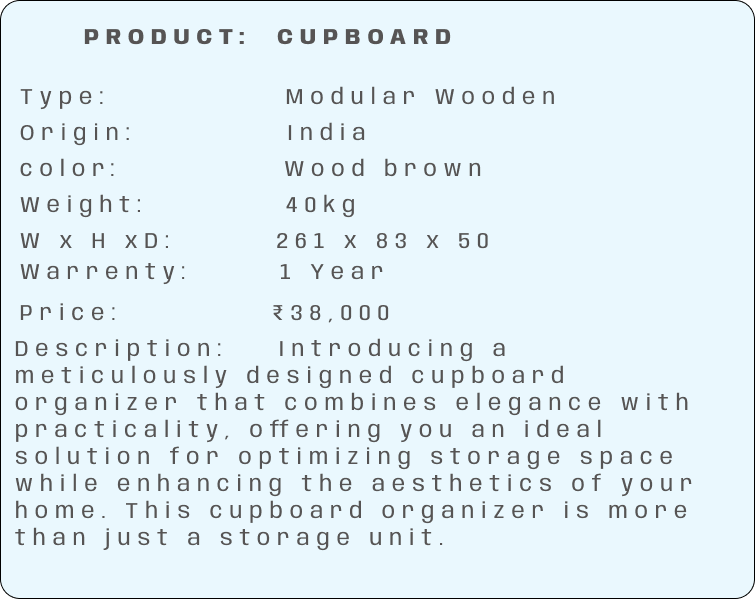 PRODUCT: CUPBOARD
Type: Modular Wooden
Origin: India
color: Wood brown
Weight: 40kg
W x H xD: 261 x 83 x 50
Warrenty: 1 Year
Price: ₹38,000
Description: Introducing a
meticulously designed cupboard
organizer that combines elegance with
practicality, offering you an ideal
solution for optimizing storage space
while enhancing the aesthetics of your
home. This cupboard organizer is more
than just a storage unit.